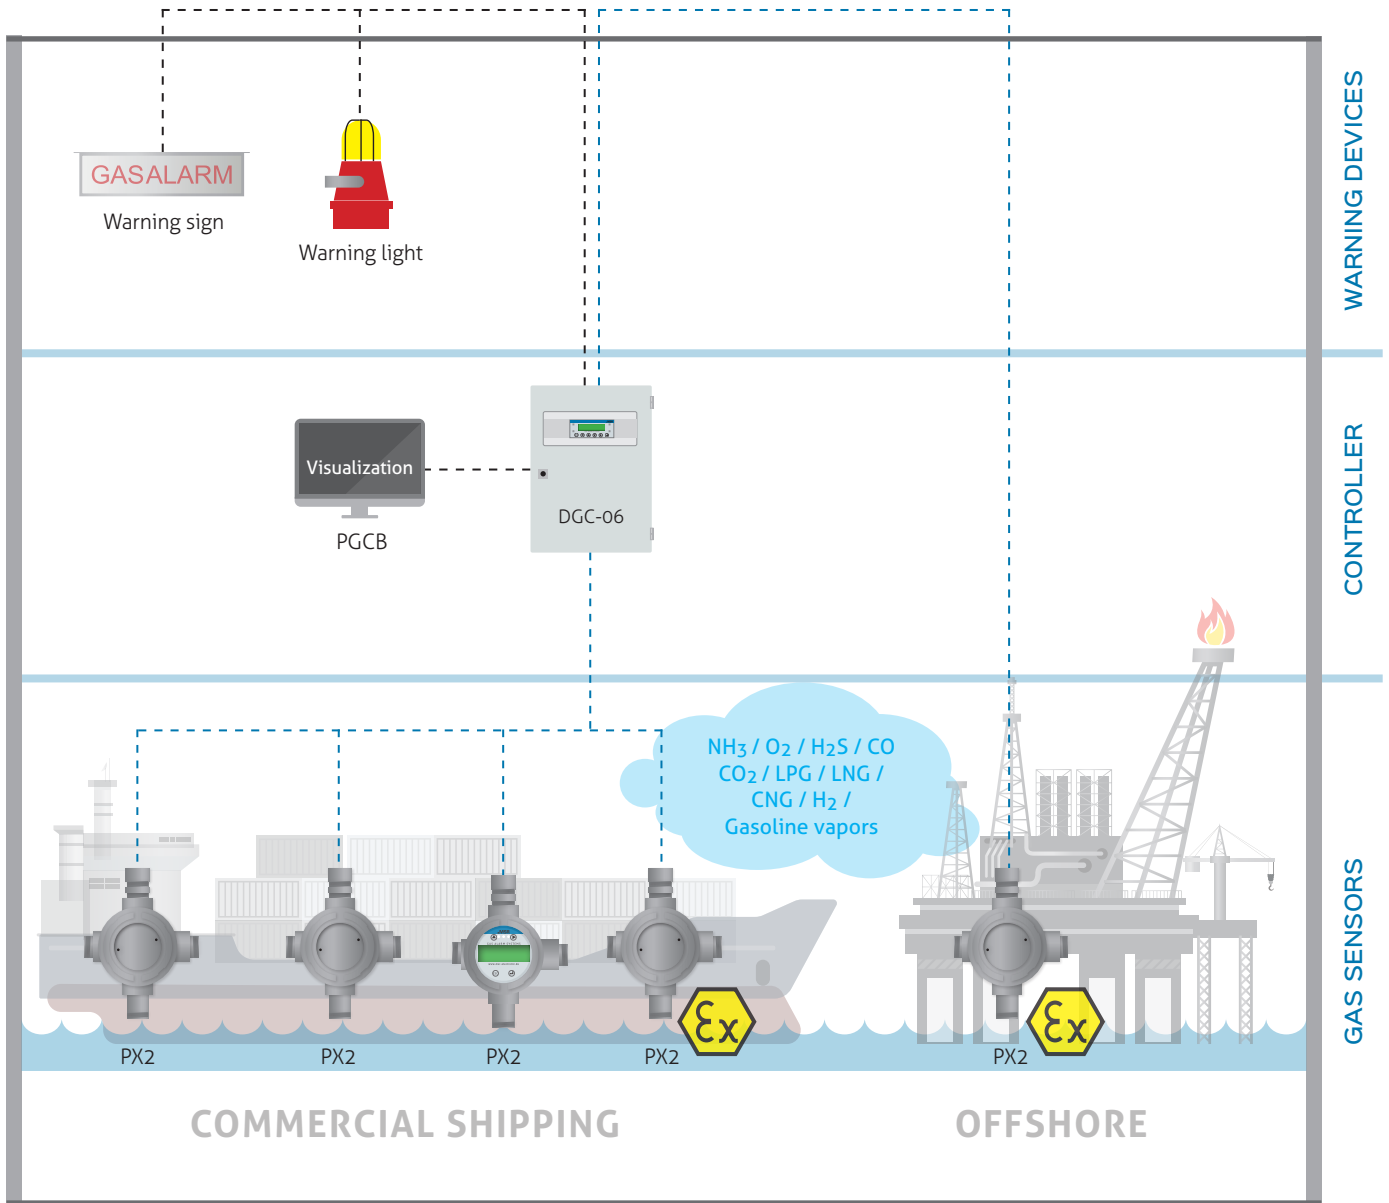 WARNING DEVICES
GASALARM
Warning sign
Warning light
CONTROLLER
Visualization
PGCB
DGC-06
GAS SENSORS
NH3 / O2 / H2S / CO
CO2 / LPG / LNG /
CNG / H2 /
Gasoline vapors
Ex
Ex
PX2
PX2
PX2
PX2
PX2
COMMERCIAL SHIPPING
OFFSHORE